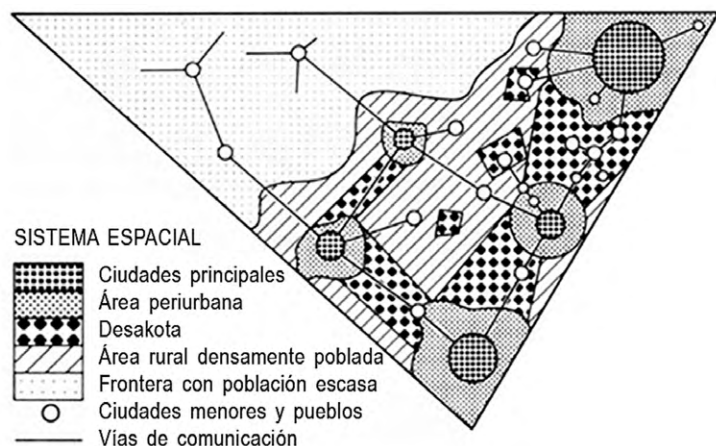 SISTEMA ESPACIAL
Ciudades principales
Área periurbana
Desakota
Área rural densamente poblada
Frontera con población escasa
Ciudades menores y pueblos
Vías de comunicación